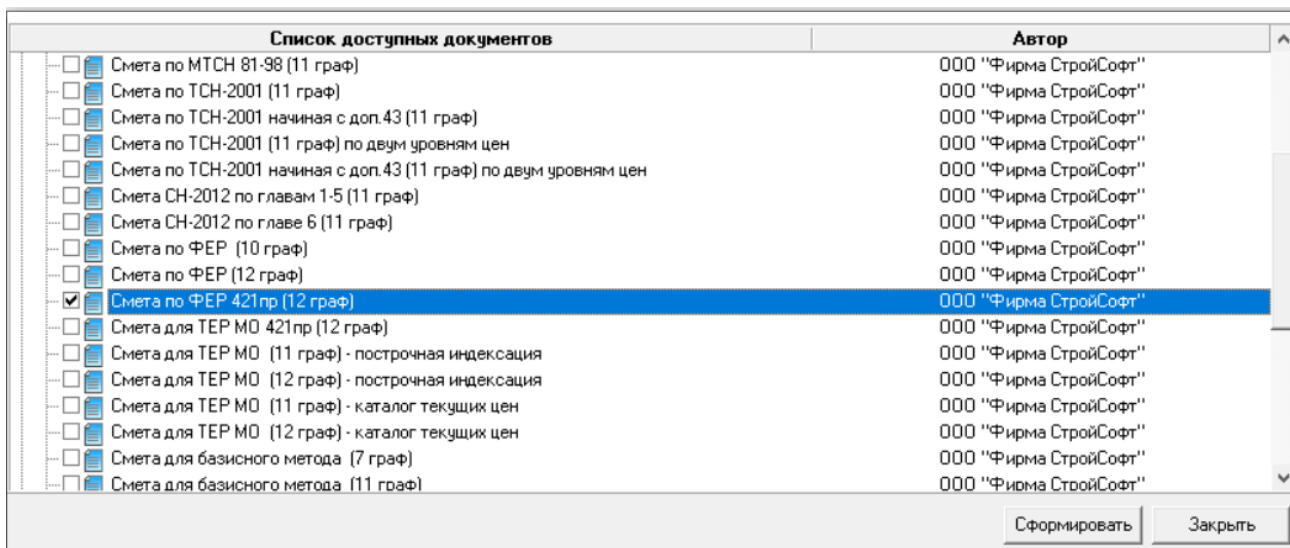 Список доступных документов Автор
Смета по МТСН 81-98 (11 граф) ООО "Фирма СтройСофт"
Смета по ТСН-2001 (11 граф) ООО "Фирма СтройСофт"
Смета по ТСН-2001 начиная с доп.43 (11 граф) ООО "Фирма СтройСофт"
Смета по ТСН-2001 (11 граф) по двум уровням цен ООО "Фирма СтройСофт"
Смета по ТСН-2001 начиная с доп.43 (11 граф) по двум уровням цен ООО "Фирма СтройСофт"
Смета СН-2012 по главам 1-5 (11 граф) ООО "Фирма СтройСофт"
Смета СН-2012 по главе 6 (11 граф) ООО "Фирма СтройСофт"
Смета по ФЕР (10 граф) ООО "Фирма СтройСофт"
Смета по ФЕР (12 граф) ООО "Фирма СтройСофт"
Смета по ФЕР 421пр (12 граф) ООО "Фирма СтройСофт"
Смета для ТЕР МО 421пр (12 граф) ООО "Фирма СтройСофт"
Смета для ТЕР МО (11 граф) - построчная индексация ООО "Фирма СтройСофт"
Смета для ТЕР МО (12 граф) - построчная индексация ООО "Фирма СтройСофт"
Смета для ТЕР МО (11 граф) - каталог текущих цен ООО "Фирма СтройСофт"
Смета для ТЕР МО (12 граф) - каталог текущих цен ООО "Фирма СтройСофт"
Смета для базисного метода (7 граф) ООО "Фирма СтройСофт"
Смета для базисного метода (11 граф) ООО "Фирма СтройСофт"
Сформировать Закрыть